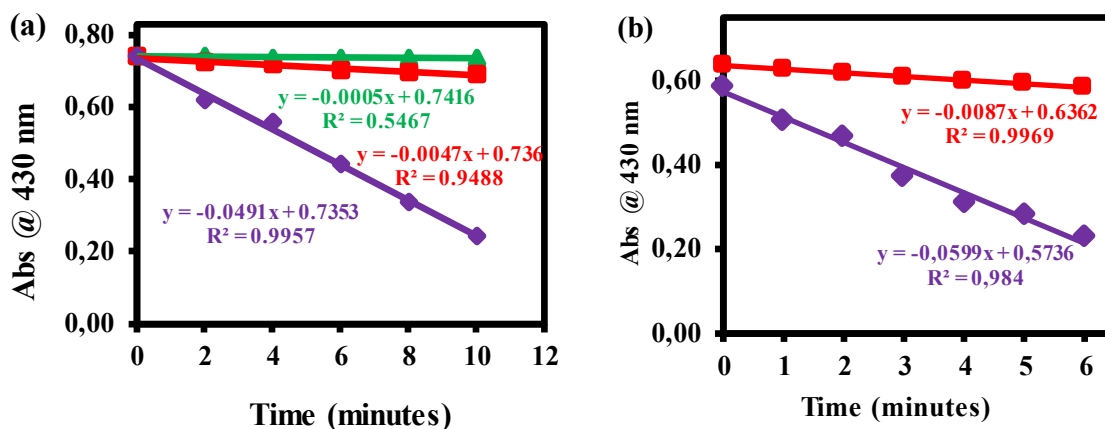 (a)
Abs @ 430 nm
0,80
0,60
0,40
0,20
0,00
y = -0.0005x + 0.7416
R² = 0.5467
y = -0.0047x + 0.736
R² = 0.9488
y = -0.0491x + 0.7353
R² = 0.9957
0 2 4 6 8 10 12
Time (minutes)
(b)
Abs @ 430 nm
0,60
0,40
0,20
0,00
y = -0.0087x + 0.6362
R² = 0.9969
y = -0,0599x + 0,5736
R² = 0,984
0 1 2 3 4 5 6
Time (minutes)